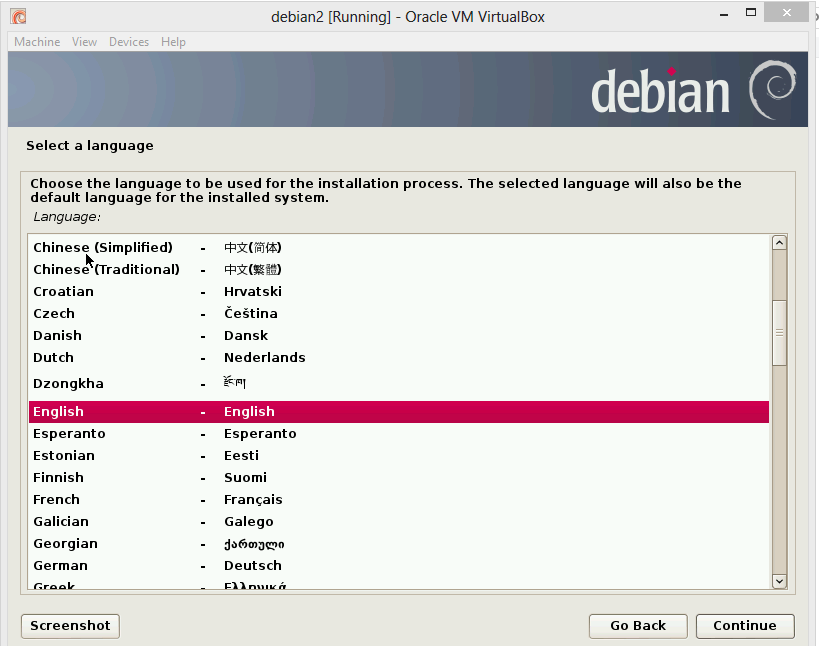 debian2 [Running] - Oracle VM VirtualBox
Machine View Devices Help
debian
Select a language
Choose the language to be used for the installation process. The selected language will also be the
default language for the installed system.
Language:
Chinese (Simplified) - 中文(简体)
Chinese (Traditional) - 中文(繁體)
Croatian - Hrvatski
Czech - Čeština
Danish - Dansk
Dutch - Nederlands
Dzongkha - རྫོང་ཁ།
English - English
Esperanto - Esperanto
Estonian - Eesti
Finnish - Suomi
French - Français
Galician - Galego
Georgian - ქართული
German - Deutsch
Greek - Ελληνικά
Screenshot Go Back Continue